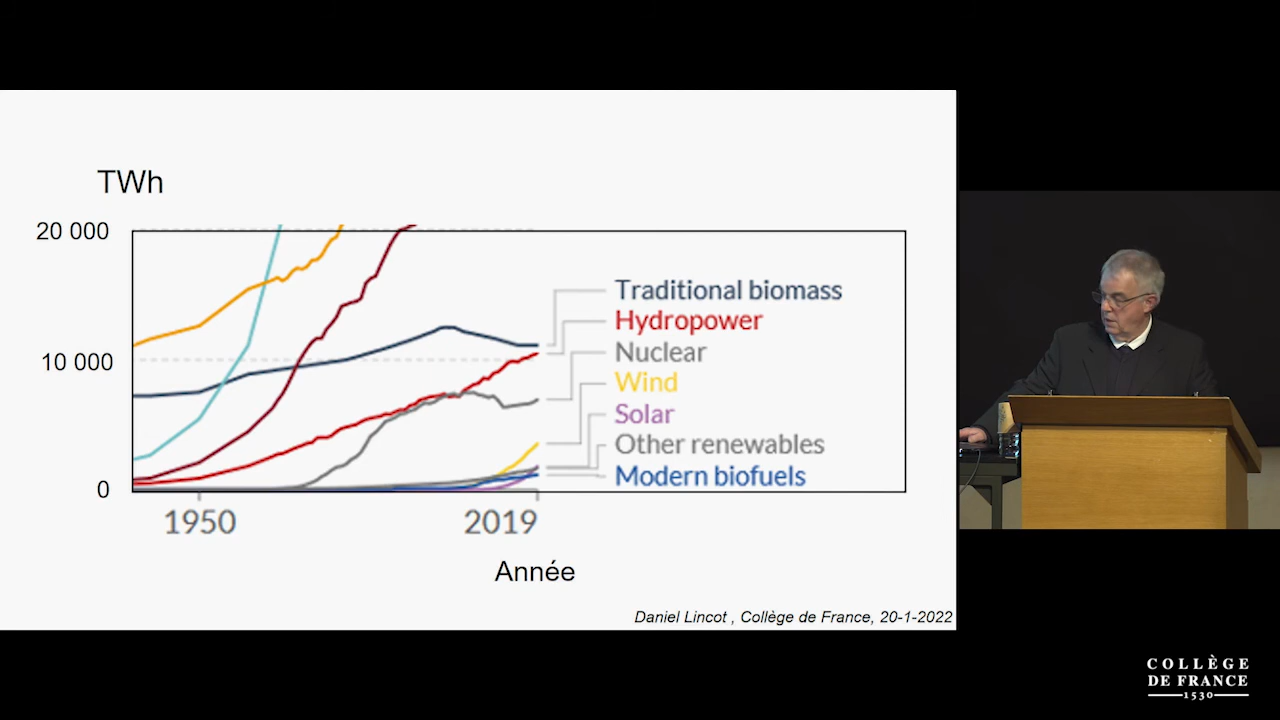 TWh
20 000
10 000
0
Traditional biomass
Hydropower
Nuclear
Wind
Solar
Other renewables
Modern biofuels
1950
2019
Année
Daniel Lincot , Collège de France, 20-1-2022
COLLÈGE
DE FRANCE
1530